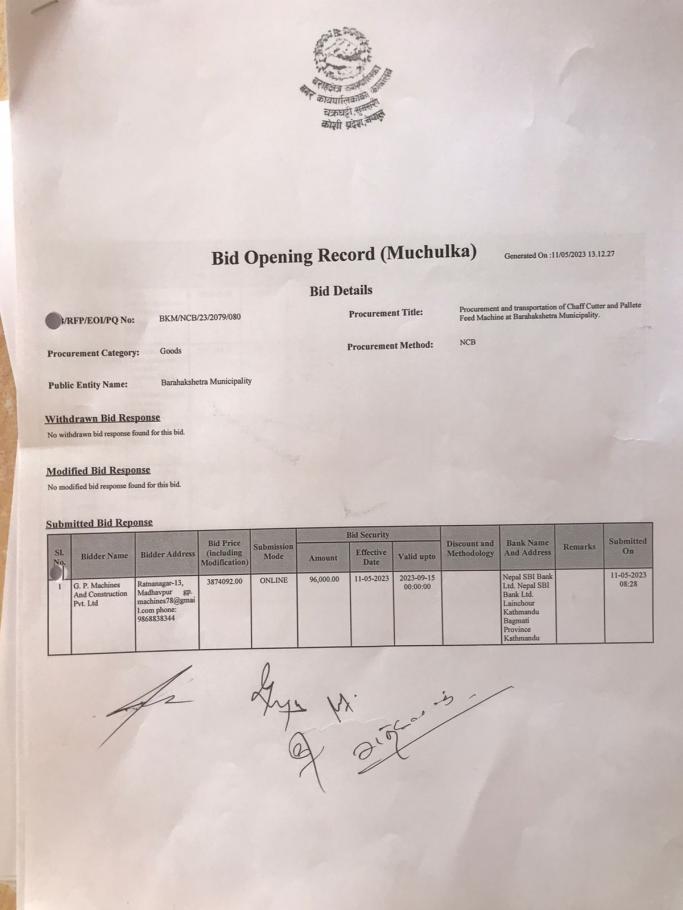 बराहक्षेत्र नगरपालिका
नगर कार्यपालिकाको कार्यालय
चक्रघट्टी, सुनसरी
कोशी प्रदेश, नेपाल
Bid Opening Record (Muchulka)
Generated On :11/05/2023 13.12.27
Bid Details
/RFP/EOI/PQ No: BKM/NCB/23/2079/080
Procurement Title: Procurement and transportation of Chaff Cutter and Pallete
Feed Machine at Barahakshetra Municipality.
Procurement Category: Goods
Procurement Method: NCB
Public Entity Name: Barahakshetra Municipality
Withdrawn Bid Response
No withdrawn bid response found for this bid.
Modified Bid Response
No modified bid response found for this bid.
Submitted Bid Reponse
Sl. No.
Bidder Name
Bidder Address
Bid Price
(including
Modification)
Submission
Mode
Bid Security
Amount
Effective
Date
Valid upto
Discount and
Methodology
Bank Name
And Address
Remarks
Submitted
On
1
G. P. Machines
And Construction
Pvt. Ltd
Ratnanagar-13,
Madhavpur gp.
machines78@gmai
l.com phone:
9868838344
3874092.00
ONLINE
96,000.00
11-05-2023
2023-09-15
00:00:00
Nepal SBI Bank
Ltd. Nepal SBI
Bank Ltd.
Lainchour
Kathmandu
Bagmati
Province
Kathmandu
11-05-2023
08:28